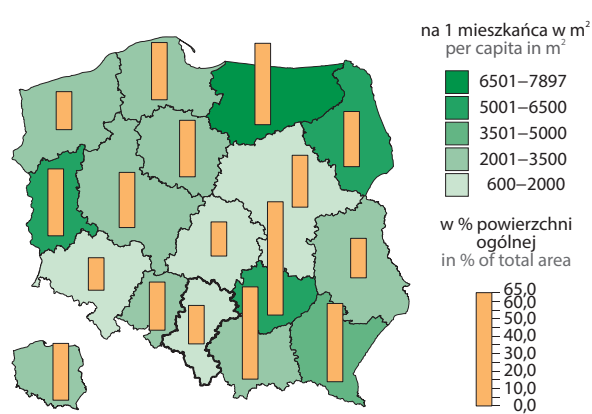 na 1 mieszkańca w m²
per capita in m²
6501–7897
5001–6500
3501–5000
2001–3500
600–2000
w % powierzchni
ogólnej
in % of total area
65,0
60,0
50,0
40,0
30,0
20,0
10,0
0,0